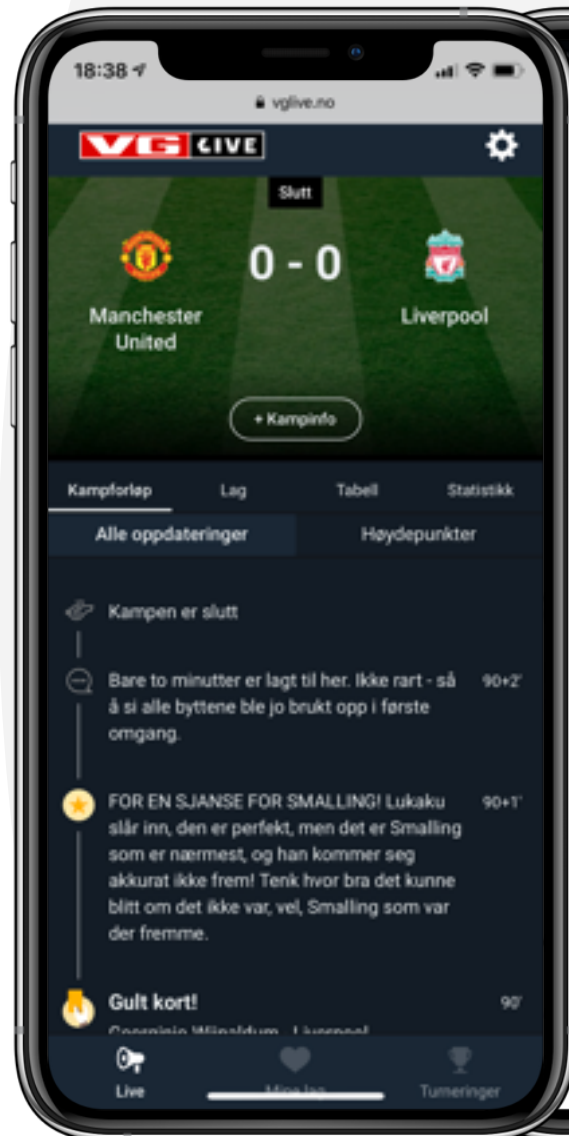 18:38
vglive.no
VG LIVE
Slutt
0 - 0
Manchester
United
Liverpool
+ Kampinfo
Kampforløp Lag Tabell Statistikk
Alle oppdateringer Høydepunkter
Kampen er slutt
Bare to minutter er lagt til her. Ikke rart - så 90+2'
å si alle byttene ble jo brukt opp i første
omgang.
FOR EN SJANSE FOR SMALLING! Lukaku 90+1'
slår inn, den er perfekt, men det er Smalling
som er nærmest, og han kommer seg
akkurat ikke frem! Tenk hvor bra det kunne
blitt om det ikke var, vel, Smalling som var
der fremme.
Gult kort! 90'
Wijnaldum - Liverpool
Live Mine lag Turneringer